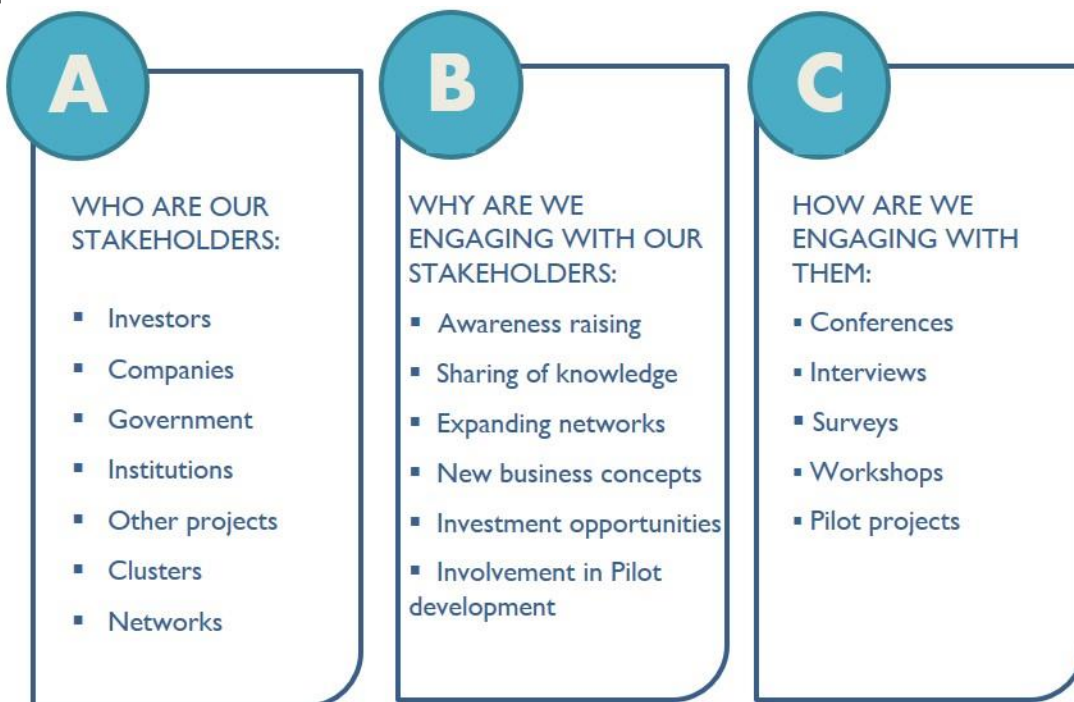 A
WHO ARE OUR
STAKEHOLDERS:
▪ Investors
▪ Companies
▪ Government
▪ Institutions
▪ Other projects
▪ Clusters
▪ Networks
B
WHY ARE WE
ENGAGING WITH OUR
STAKEHOLDERS:
▪ Awareness raising
▪ Sharing of knowledge
▪ Expanding networks
▪ New business concepts
▪ Investment opportunities
▪ Involvement in Pilot
development
C
HOW ARE WE
ENGAGING WITH
THEM:
▪ Conferences
▪ Interviews
▪ Surveys
▪ Workshops
▪ Pilot projects